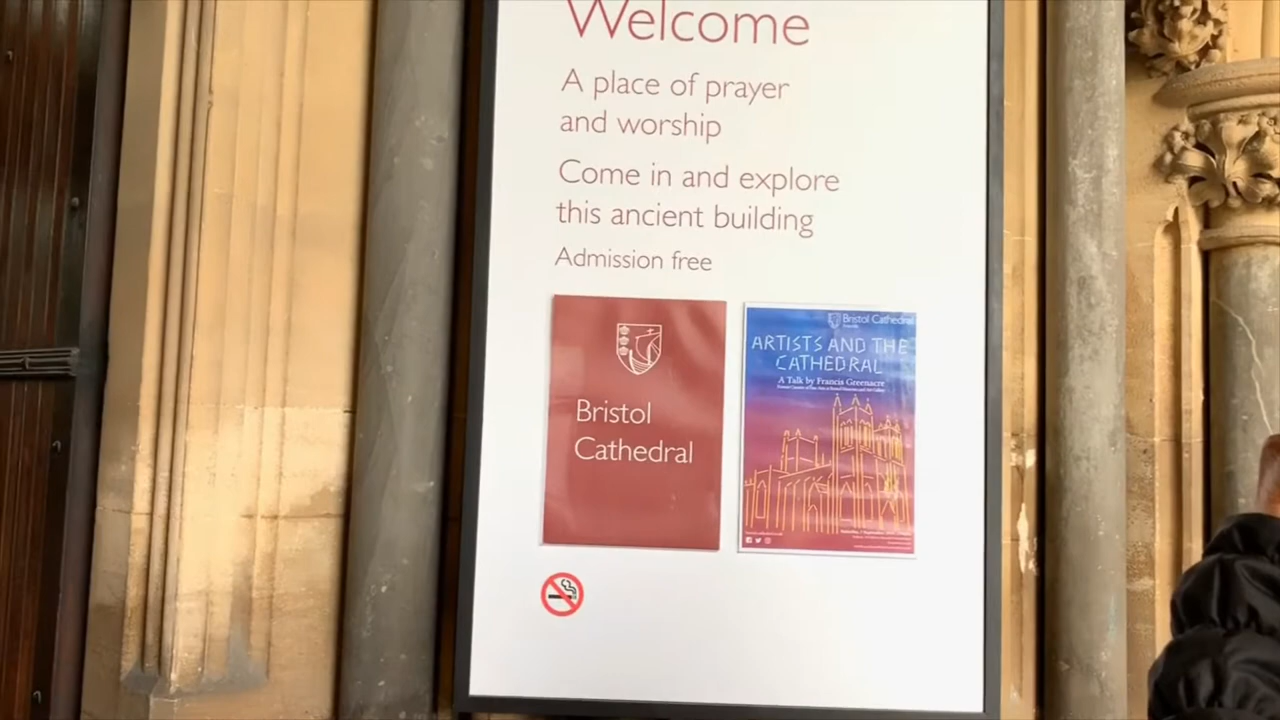 Welcome
A place of prayer
and worship
Come in and explore
this ancient building
Admission free
Bristol
Cathedral
Bristol Cathedral
ARTISTS AND THE
CATHEDRAL
A Talk by Francis Greenacre